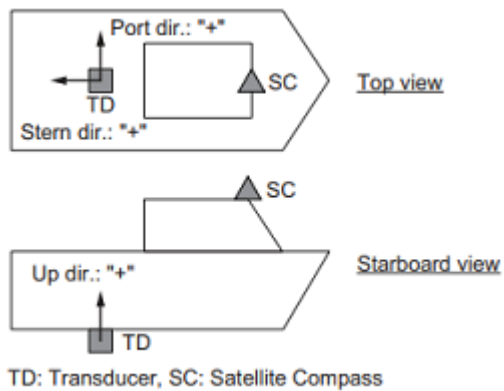 Port dir.: "+"
SC
Top view
TD
Stern dir.: "+"
SC
Up dir.: "+"
Starboard view
TD
TD: Transducer, SC: Satellite Compass